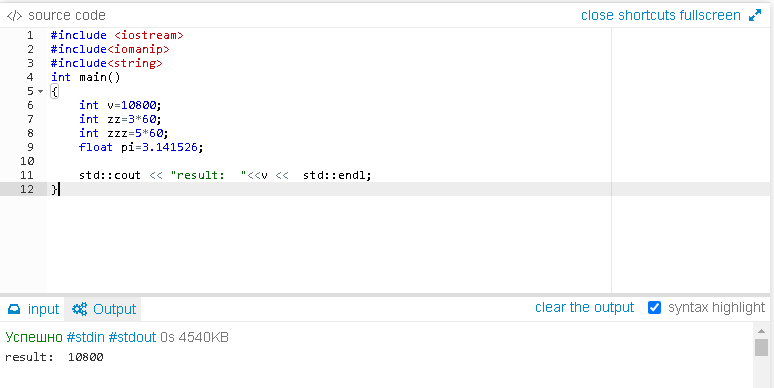 </> source code close shortcuts fullscreen
1 #include <iostream>
2 #include<iomanip>
3 #include<string>
4 int main()
5 {
6 int v=10800;
7 int zz=3*60;
8 int zzz=5*60;
9 float pi=3.141526;
10
11 std::cout << "result:  "<<v <<  std::endl;
12 }
input Output clear the output syntax highlight
Успешно #stdin #stdout 0s 4540KB
result:  10800